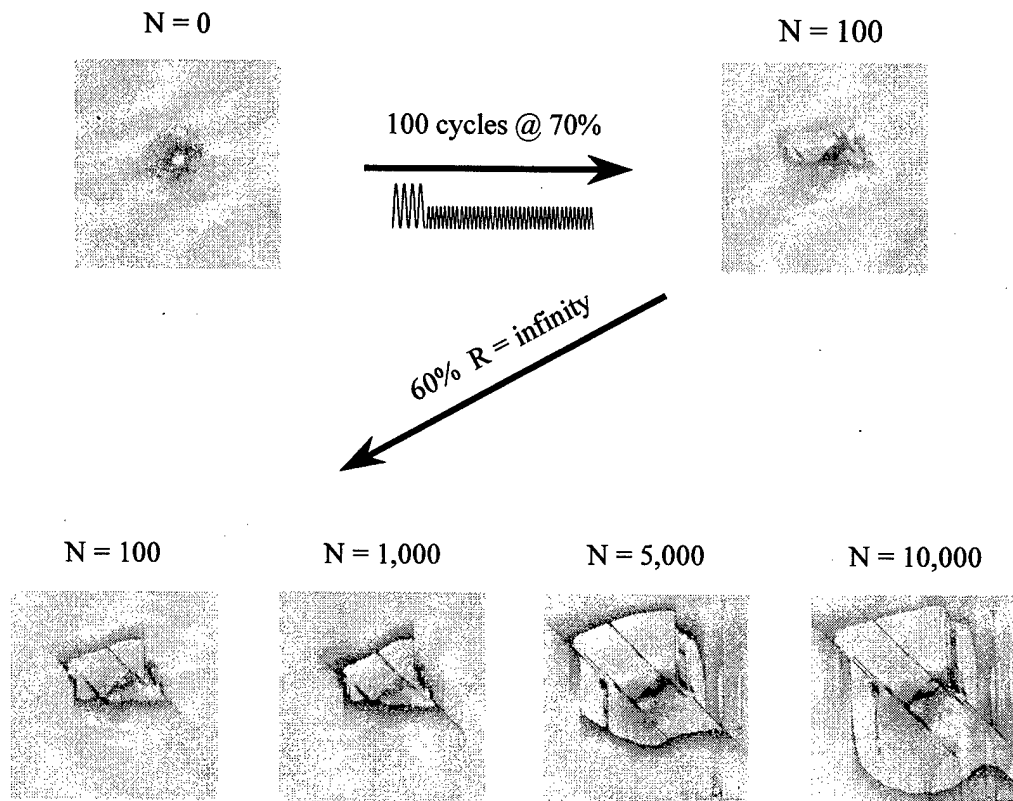 N = 0
N = 100
100 cycles @ 70%
60% R = infinity
N = 100
N = 1,000
N = 5,000
N = 10,000